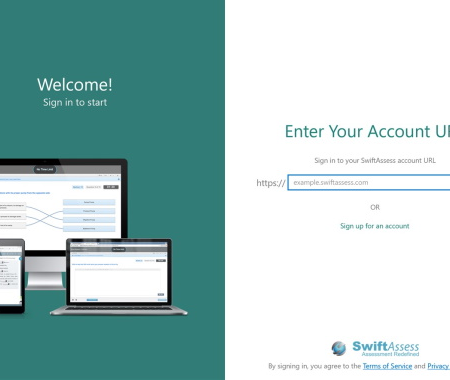 Welcome!
Sign in to start
Enter Your Account UR
Sign in to your SwiftAssess account URL
https://
example.swiftassess.com
OR
Sign up for an account
SwiftAssess
Assessment Redefined
By signing in, you agree to the Terms of Service and Privacy